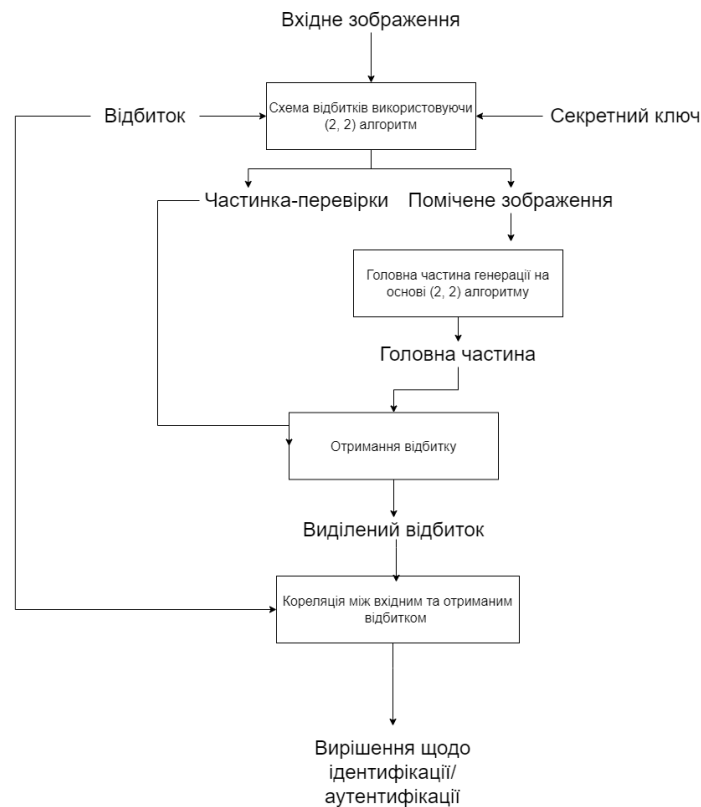 Вхідне зображення
Відбиток
Схема відбитків використовуючи
(2, 2) алгоритм
Секретний ключ
Частинка-перевірки
Помічене зображення
Головна частина генерації на
основі (2, 2) алгоритму
Головна частина
Отримання відбитку
Виділений відбиток
Кореляція між вхідним та отриманим
відбитком
Вирішення щодо
ідентифікації/
аутентифікації